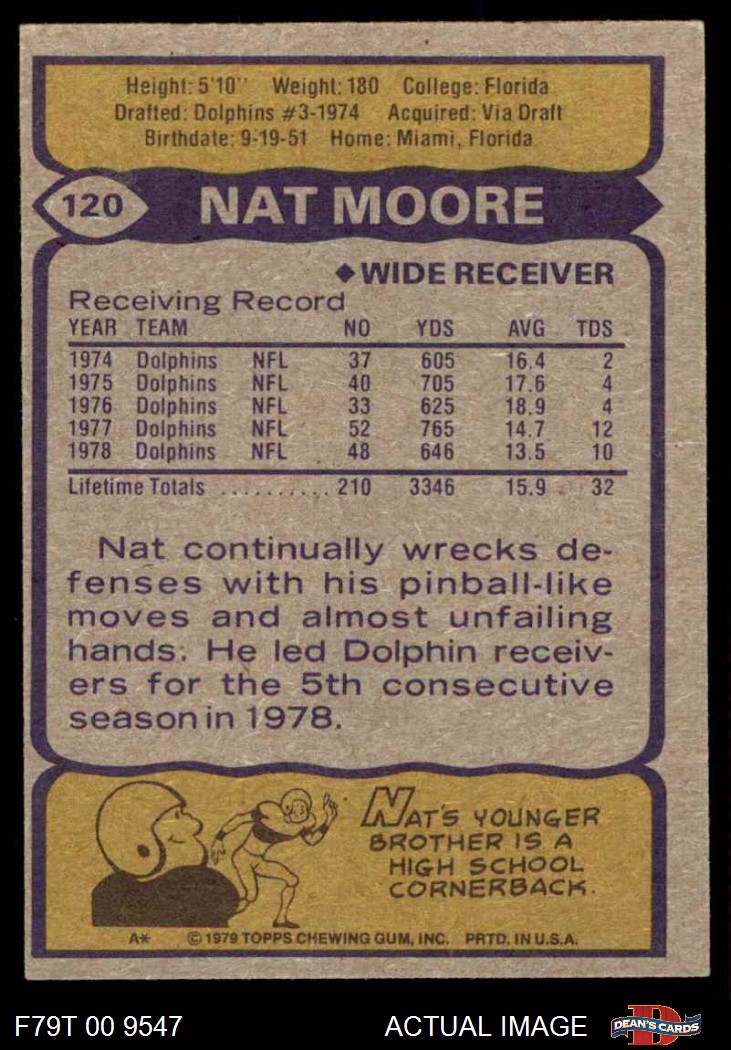 Height: 5'10'' Weight: 180 College: Florida
Drafted: Dolphins #3-1974 Acquired: Via Draft
Birthdate: 9-19-51 Home: Miami, Florida
120 NAT MOORE
◆WIDE RECEIVER
Receiving Record
YEAR TEAM NO YDS AVG TDS
1974 Dolphins NFL 37 605 16.4 2
1975 Dolphins NFL 40 705 17.6 4
1976 Dolphins NFL 33 625 18.9 4
1977 Dolphins NFL 52 765 14.7 12
1978 Dolphins NFL 48 646 13.5 10
Lifetime Totals .......... 210 3346 15.9 32
Nat continually wrecks de-
fenses with his pinball-like
moves and almost unfailing
hands. He led Dolphin receiv-
ers for the 5th consecutive
season in 1978.
NAT'S YOUNGER
BROTHER IS A
HIGH SCHOOL
CORNERBACK.
A* © 1979 TOPPS CHEWING GUM, INC. PRTD. IN U.S.A.
F79T 00 9547 ACTUAL IMAGE D DEAN'S CARDS